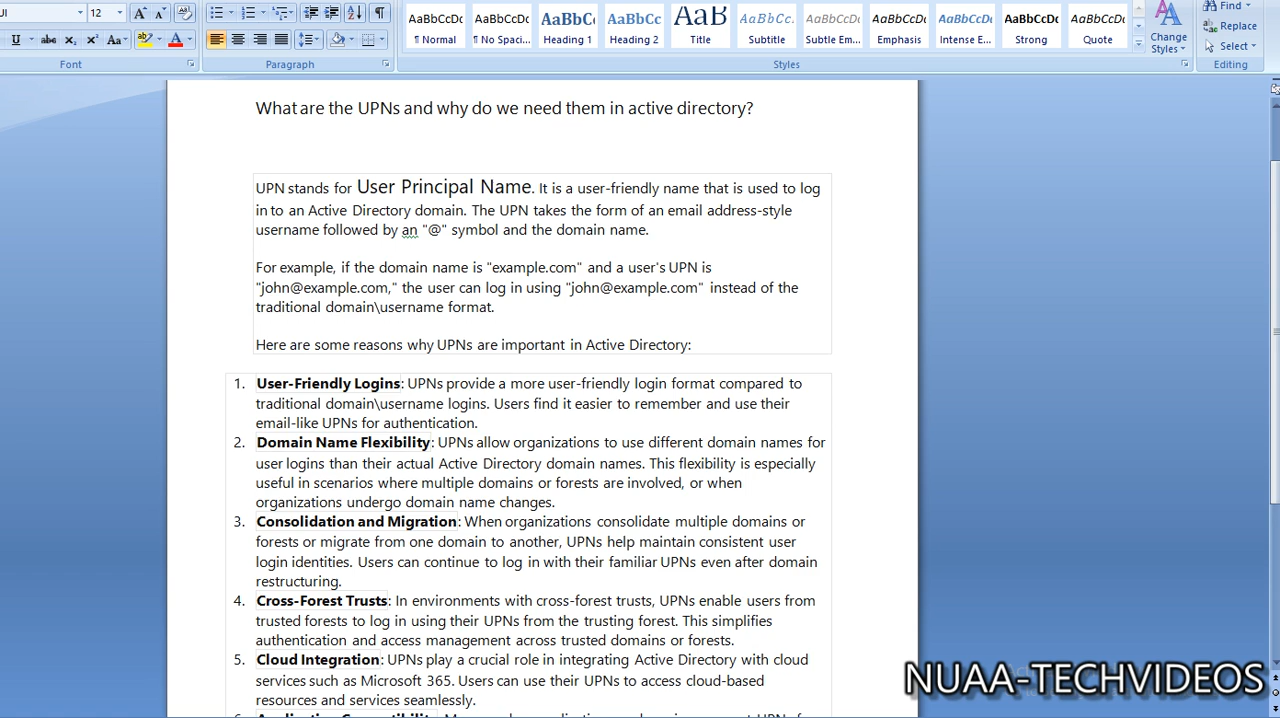 UI 12 Find
Replace
U abc x₂ x² Aa A
AaBbCcDc AaBbCcDc AaBbC AaBbCc AaB AaBbCc. AaBbCcDc AaBbCcDc AaBbCcDc AaBbCcDc AaBbCcDc
¶ Normal ¶ No Spaci... Heading 1 Heading 2 Title Subtitle Subtle Em... Emphasis Intense E... Strong Quote Change Styles Select
Font Paragraph Styles Editing
What are the UPNs and why do we need them in active directory?
UPN stands for User Principal Name. It is a user-friendly name that is used to log
in to an Active Directory domain. The UPN takes the form of an email address-style
username followed by an "@" symbol and the domain name.
For example, if the domain name is "example.com" and a user's UPN is
"john@example.com," the user can log in using "john@example.com" instead of the
traditional domain\username format.
Here are some reasons why UPNs are important in Active Directory:
1. User-Friendly Logins: UPNs provide a more user-friendly login format compared to
traditional domain\username logins. Users find it easier to remember and use their
email-like UPNs for authentication.
2. Domain Name Flexibility: UPNs allow organizations to use different domain names for
user logins than their actual Active Directory domain names. This flexibility is especially
useful in scenarios where multiple domains or forests are involved, or when
organizations undergo domain name changes.
3. Consolidation and Migration: When organizations consolidate multiple domains or
forests or migrate from one domain to another, UPNs help maintain consistent user
login identities. Users can continue to log in with their familiar UPNs even after domain
restructuring.
4. Cross-Forest Trusts: In environments with cross-forest trusts, UPNs enable users from
trusted forests to log in using their UPNs from the trusting forest. This simplifies
authentication and access management across trusted domains or forests.
5. Cloud Integration: UPNs play a crucial role in integrating Active Directory with cloud
services such as Microsoft 365. Users can use their UPNs to access cloud-based
resources and services seamlessly.
NUAA-TECHVIDEOS